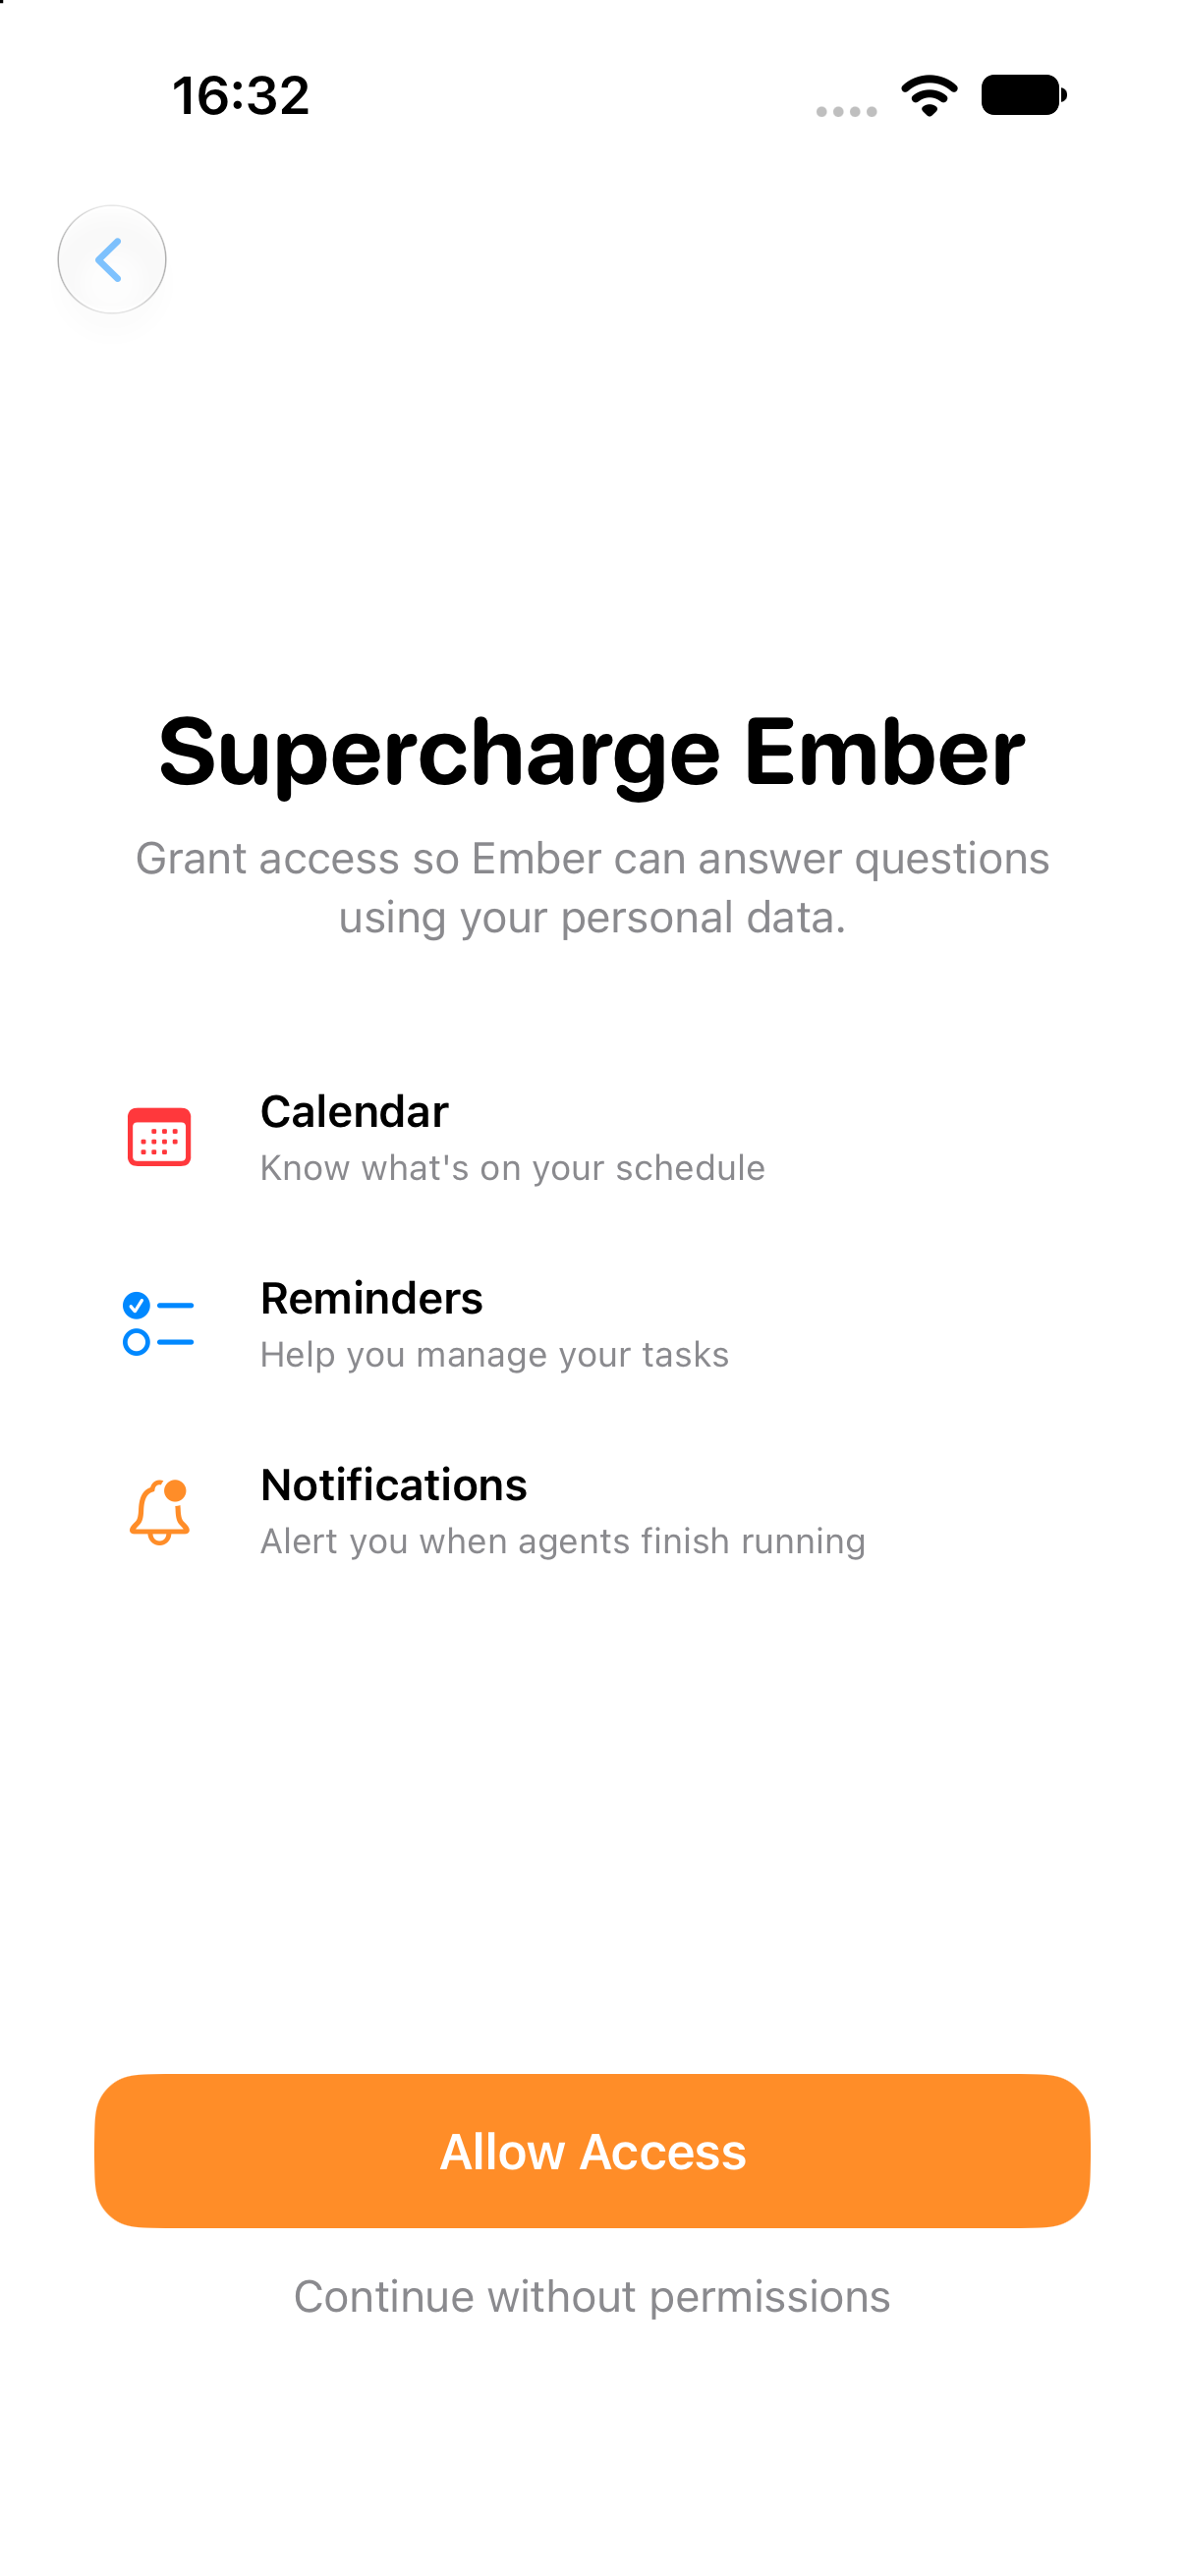 16:32
Supercharge Ember
Grant access so Ember can answer questions
using your personal data.
Calendar
Know what's on your schedule
Reminders
Help you manage your tasks
Notifications
Alert you when agents finish running
Allow Access
Continue without permissions